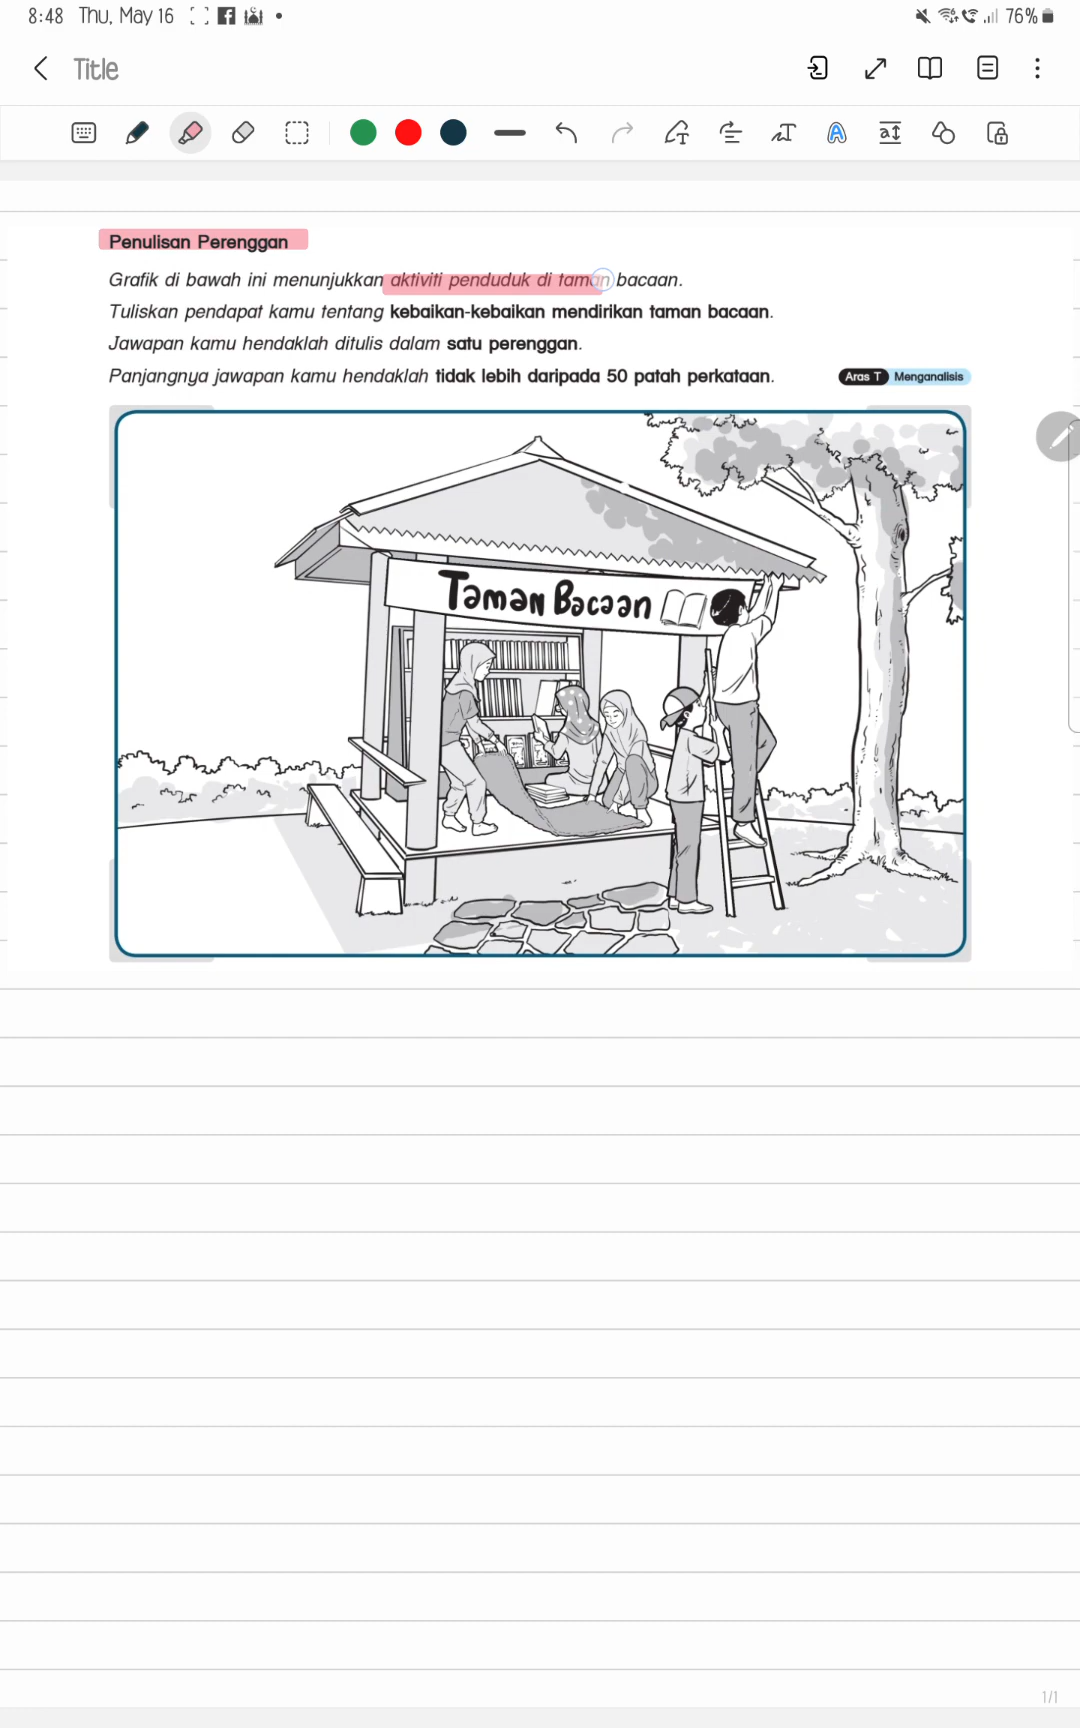 8:48 Thu, May 16 76%
Title
Penulisan Perenggan
Grafik di bawah ini menunjukkan aktiviti penduduk di taman bacaan.
Tuliskan pendapat kamu tentang kebaikan-kebaikan mendirikan taman bacaan.
Jawapan kamu hendaklah ditulis dalam satu perenggan.
Panjangnya jawapan kamu hendaklah tidak lebih daripada 50 patah perkataan.
Aras T Menganalisis
Taman Bacaan
1/1